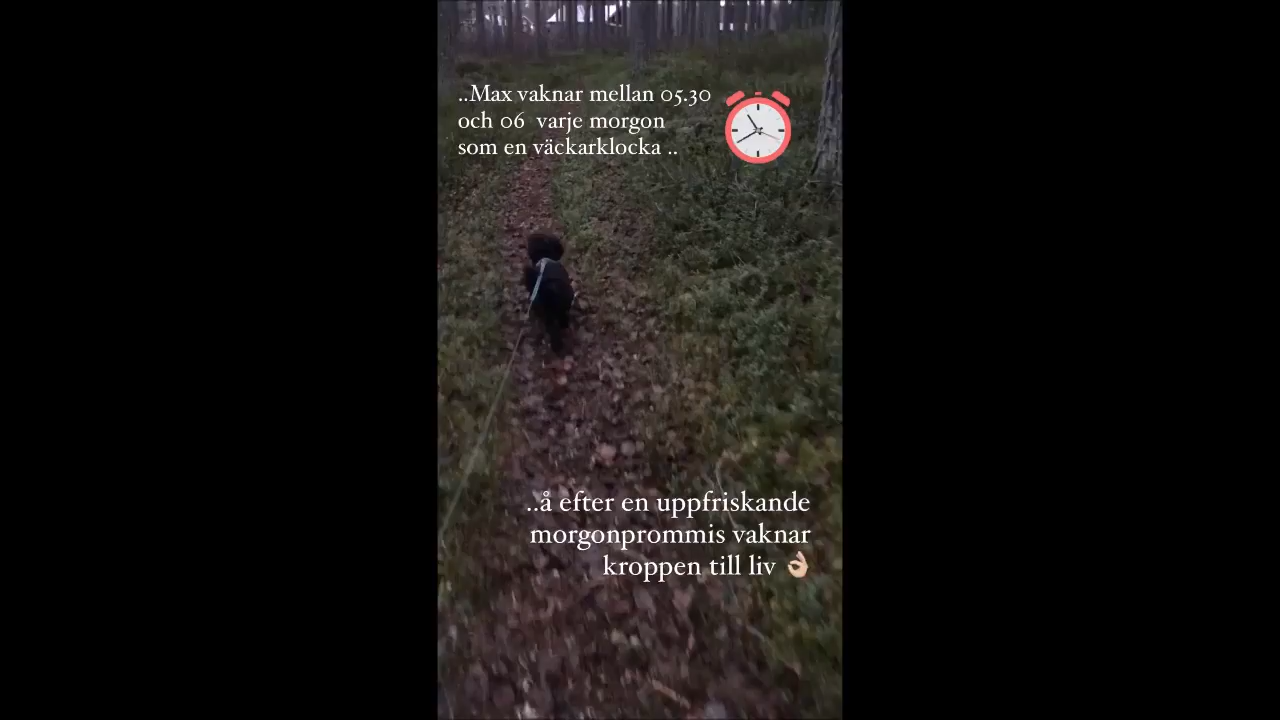 ..Max vaknar mellan 05.30
och 06 varje morgon
som en väckarklocka ..
..å efter en uppfriskande
morgonprommis vaknar
kroppen till liv 👌🏼